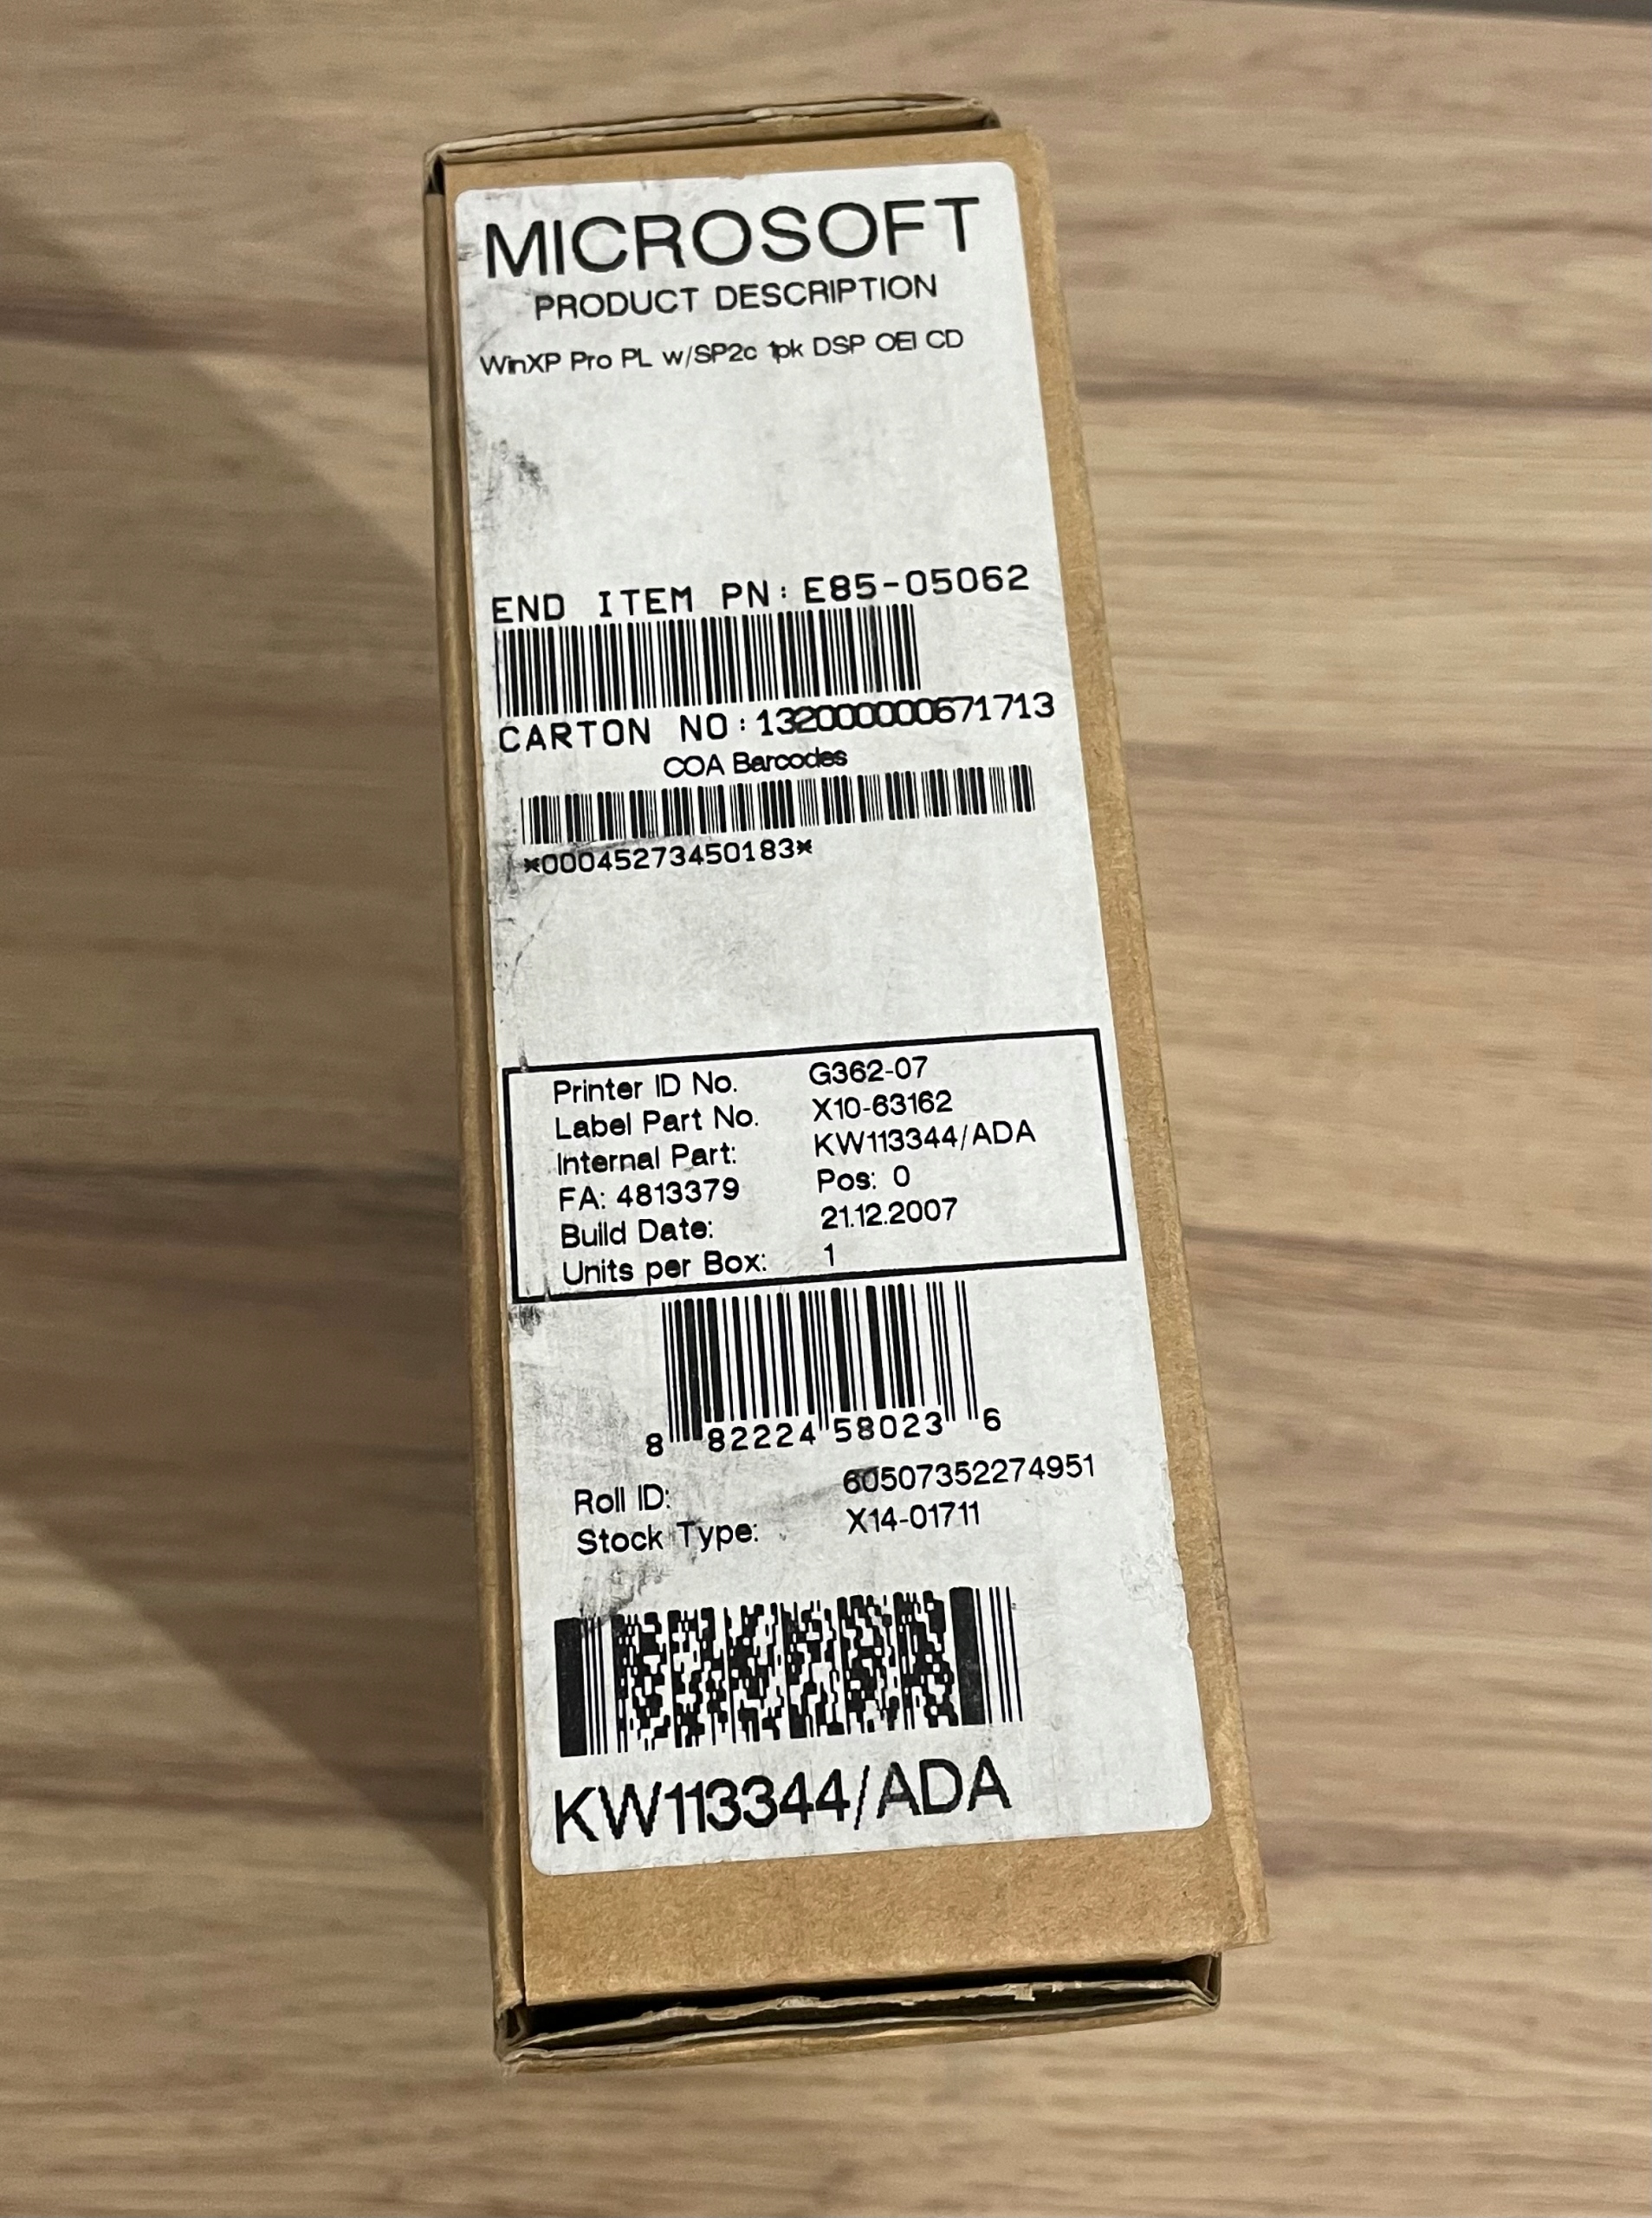 MICROSOFT
PRODUCT DESCRIPTION
WinXP Pro PL w/SP2c 1pk DSP OEI CD
END ITEM PN: E85-05062
CARTON NO:132000000671713
COA Barcodes
*00045273450183*
Printer ID No. G362-07
Label Part No. X10-63162
Internal Part: KW113344/ADA
FA: 4813379 Pos: 0
Build Date: 21.12.2007
Units per Box: 1
8 82224 58023 6
Roll ID: 60507352274951
Stock Type: X14-01711
KW113344/ADA